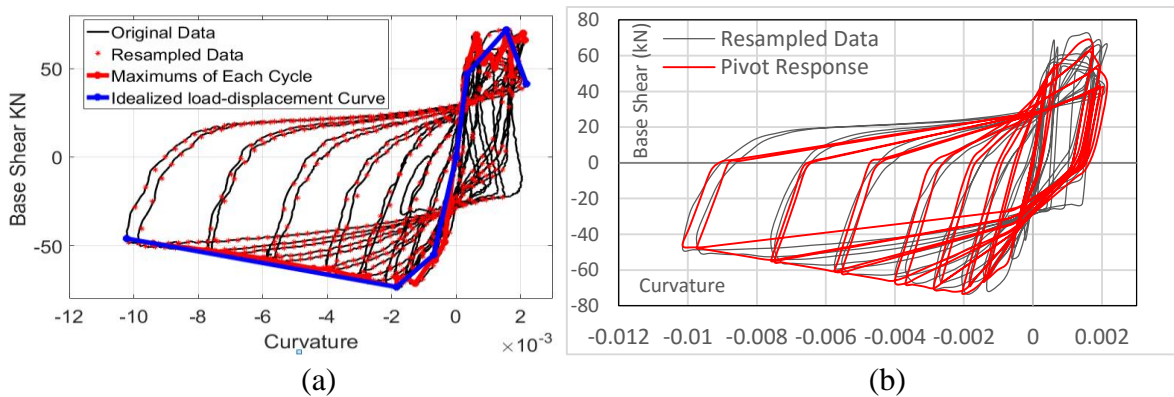 Original Data
Resampled Data
Maximums of Each Cycle
Idealized load-displacement Curve
Base Shear KN
50
0
-50
-12 -10 -8 -6 -4 -2 0 2
Curvature
× 10⁻³
(a)
80
60
40
20
0
-20
-40
-60
-80
Base Shear (kN)
Resampled Data
Pivot Response
Curvature
-0.012 -0.01 -0.008 -0.006 -0.004 -0.002 0 0.002
(b)